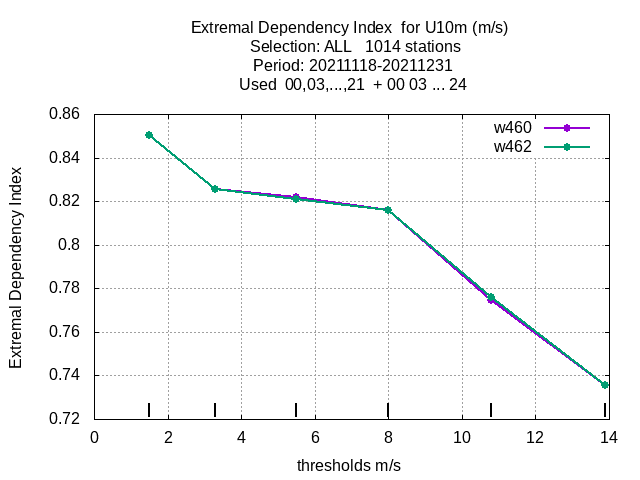 Extremal Dependency Index  for U10m (m/s)
Selection: ALL   1014 stations
Period: 20211118-20211231
Used  00,03,...,21  + 00 03 ... 24
w460
w462
Extremal Dependency Index
0.86
0.84
0.82
0.8
0.78
0.76
0.74
0.72
0 2 4 6 8 10 12 14
thresholds m/s